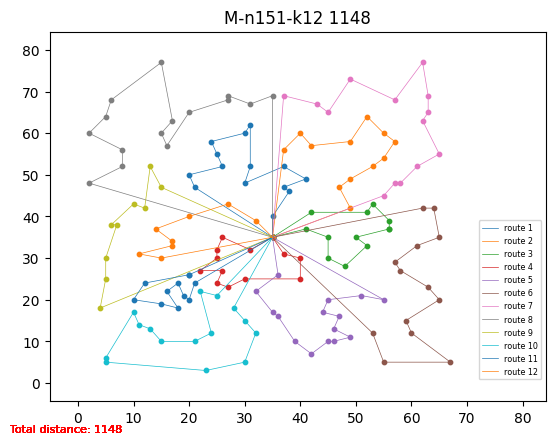 M-n151-k12 1148
80
70
60
50
40
30
20
10
0
0 10 20 30 40 50 60 70 80
route 1
route 2
route 3
route 4
route 5
route 6
route 7
route 8
route 9
route 10
route 11
route 12
Total distance: 1148